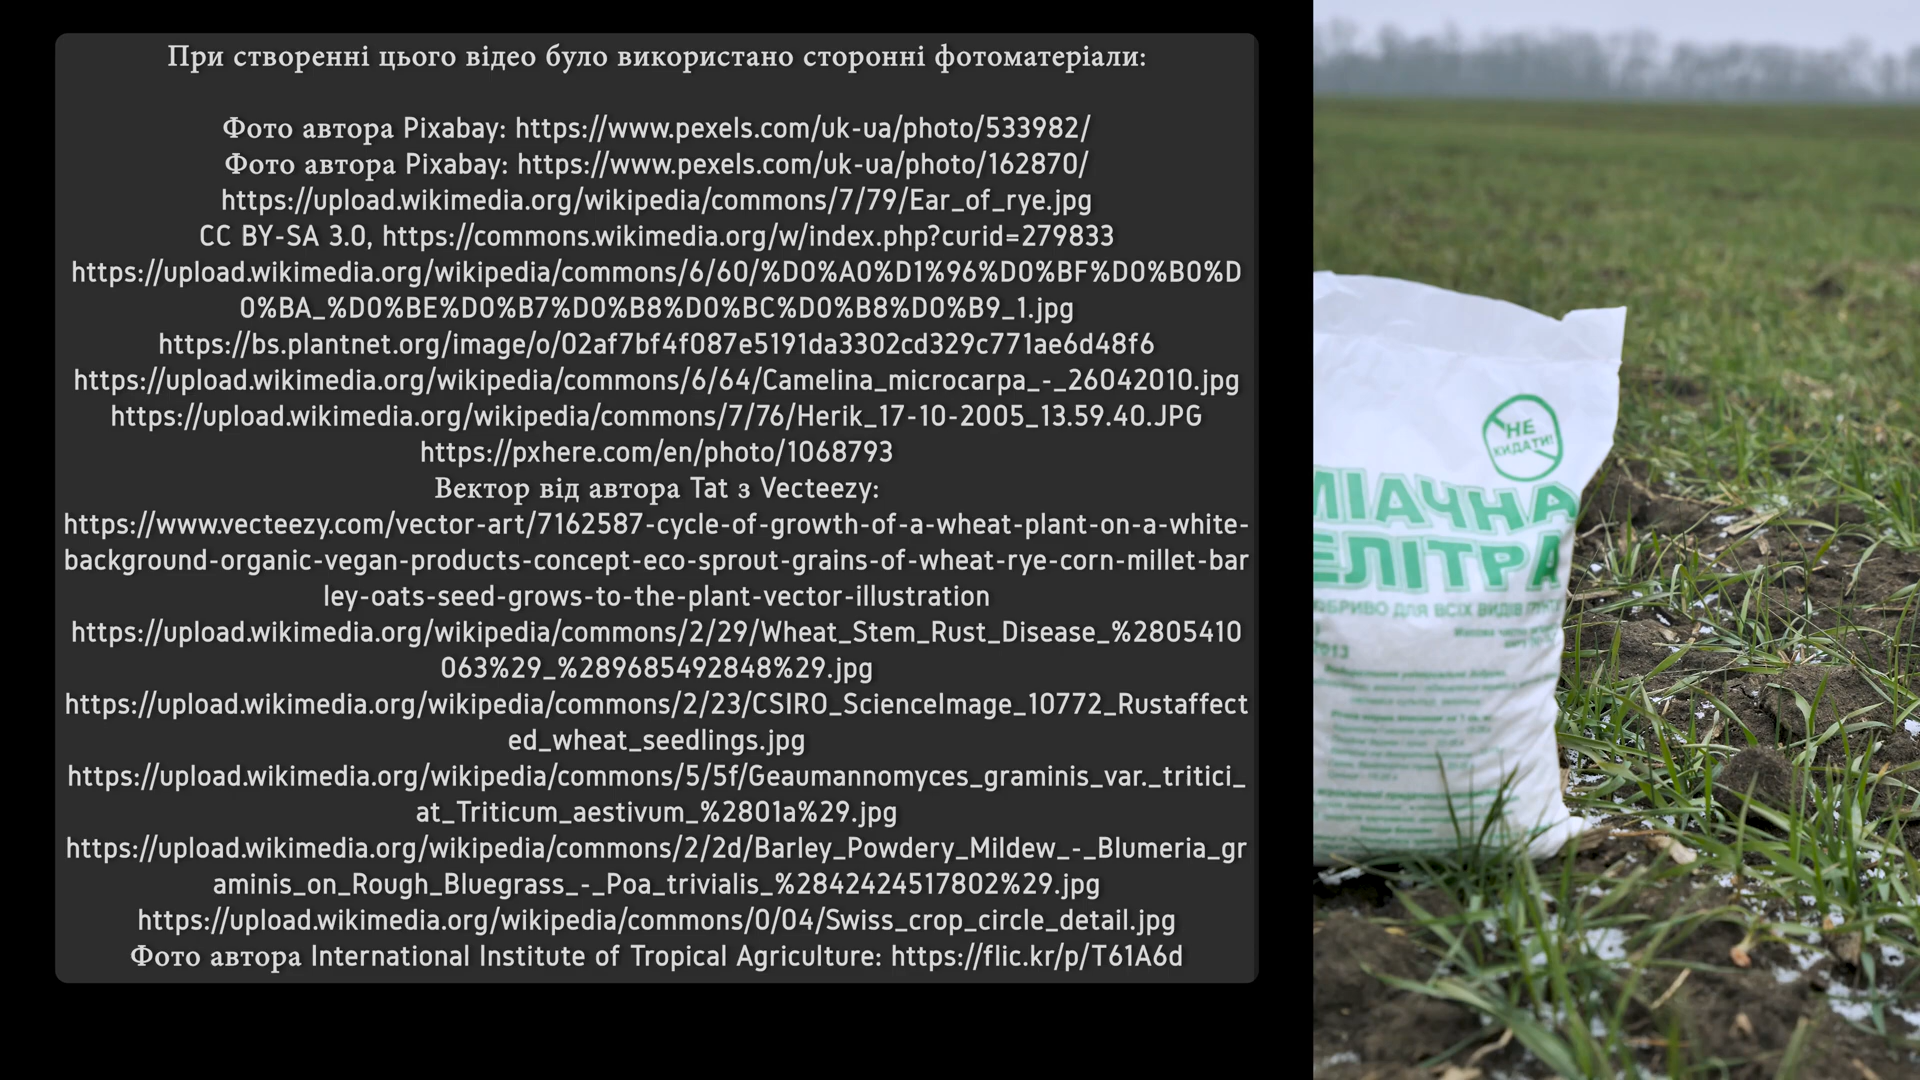 При створенні цього відео було використано сторонні фотоматеріали:
Фото автора Pixabay: https://www.pexels.com/uk-ua/photo/533982/
Фото автора Pixabay: https://www.pexels.com/uk-ua/photo/162870/
https://upload.wikimedia.org/wikipedia/commons/7/79/Ear_of_rye.jpg
CC BY-SA 3.0, https://commons.wikimedia.org/w/index.php?curid=279833
https://upload.wikimedia.org/wikipedia/commons/6/60/%D0%A0%D1%96%D0%BF%D0%B0%D
0%BA_%D0%BE%D0%B7%D0%B8%D0%BC%D0%B8%D0%B9_1.jpg
https://bs.plantnet.org/image/o/02af7bf4f087e5191da3302cd329c771ae6d48f6
https://upload.wikimedia.org/wikipedia/commons/6/64/Camelina_microcarpa_-_26042010.jpg
https://upload.wikimedia.org/wikipedia/commons/7/76/Herik_17-10-2005_13.59.40.JPG
https://pxhere.com/en/photo/1068793
Вектор від автора Tat з Vecteezy:
https://www.vecteezy.com/vector-art/7162587-cycle-of-growth-of-a-wheat-plant-on-a-white-
background-organic-vegan-products-concept-eco-sprout-grains-of-wheat-rye-corn-millet-bar
ley-oats-seed-grows-to-the-plant-vector-illustration
https://upload.wikimedia.org/wikipedia/commons/2/29/Wheat_Stem_Rust_Disease_%2805410
063%29_%289685492848%29.jpg
https://upload.wikimedia.org/wikipedia/commons/2/23/CSIRO_ScienceImage_10772_Rustaffect
ed_wheat_seedlings.jpg
https://upload.wikimedia.org/wikipedia/commons/5/5f/Geaumannomyces_graminis_var._tritici_
at_Triticum_aestivum_%2801a%29.jpg
https://upload.wikimedia.org/wikipedia/commons/2/2d/Barley_Powdery_Mildew_-_Blumeria_gr
aminis_on_Rough_Bluegrass_-_Poa_trivialis_%2842424517802%29.jpg
https://upload.wikimedia.org/wikipedia/commons/0/04/Swiss_crop_circle_detail.jpg
Фото автора International Institute of Tropical Agriculture: https://flic.kr/p/T61A6d
НЕ
КИДАТИ!
МІАЧНА
ЕЛІТРА
ОБРИВО ДЛЯ ВСІХ ВИДІВ
2013